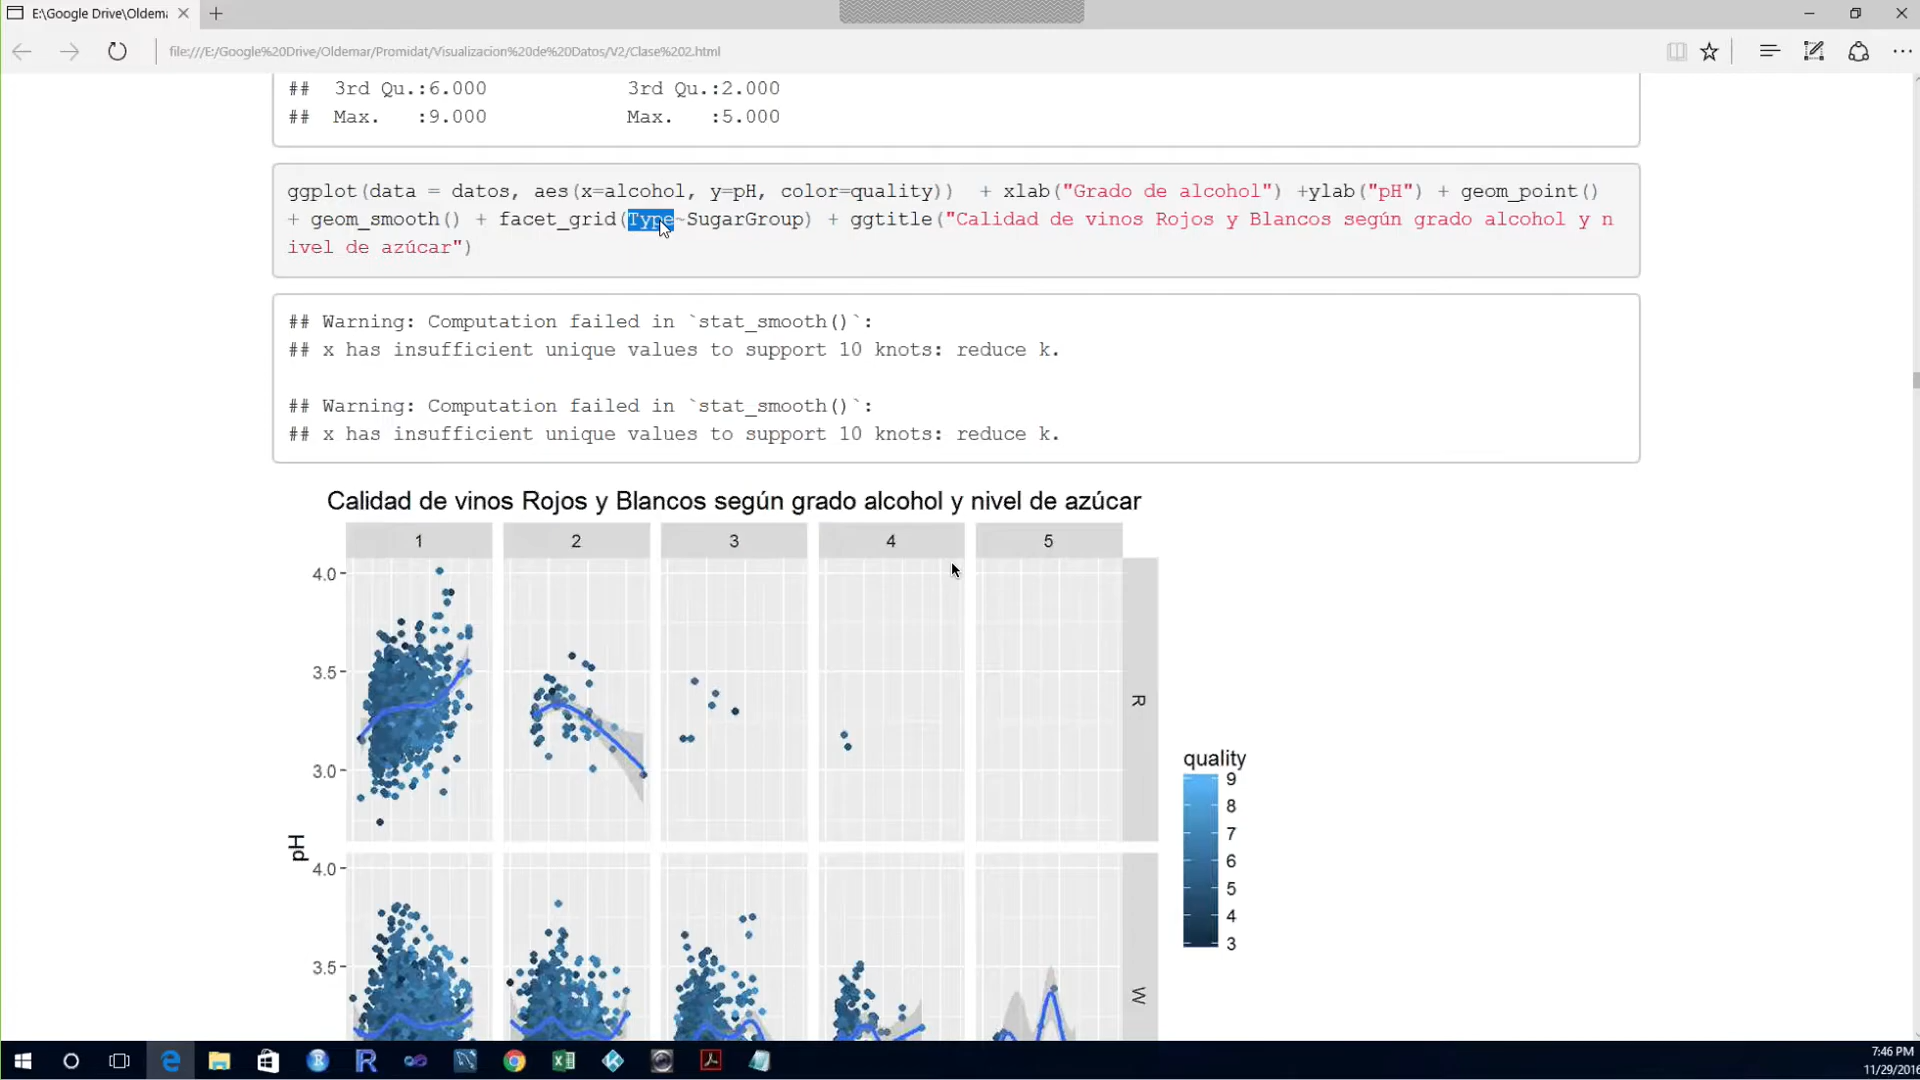 E:\Google Drive\Oldema
file:///E:/Google%20Drive/Oldemar/Promidat/Visualizacion%20de%20Datos/V2/Clase%202.html
## 3rd Qu.:6.000 3rd Qu.:2.000
## Max. :9.000 Max. :5.000
ggplot(data = datos, aes(x=alcohol, y=pH, color=quality)) + xlab("Grado de alcohol") +ylab("pH") + geom_point()
+ geom_smooth() + facet_grid(Type~SugarGroup) + ggtitle("Calidad de vinos Rojos y Blancos según grado alcohol y n
ivel de azúcar")
## Warning: Computation failed in `stat_smooth()`:
## x has insufficient unique values to support 10 knots: reduce k.
## Warning: Computation failed in `stat_smooth()`:
## x has insufficient unique values to support 10 knots: reduce k.
Calidad de vinos Rojos y Blancos según grado alcohol y nivel de azúcar
1 2 3 4 5
4.0
3.5
3.0
R
pH
4.0
3.5
W
quality
9
8
7
6
5
4
3
7:46 PM
11/29/2016